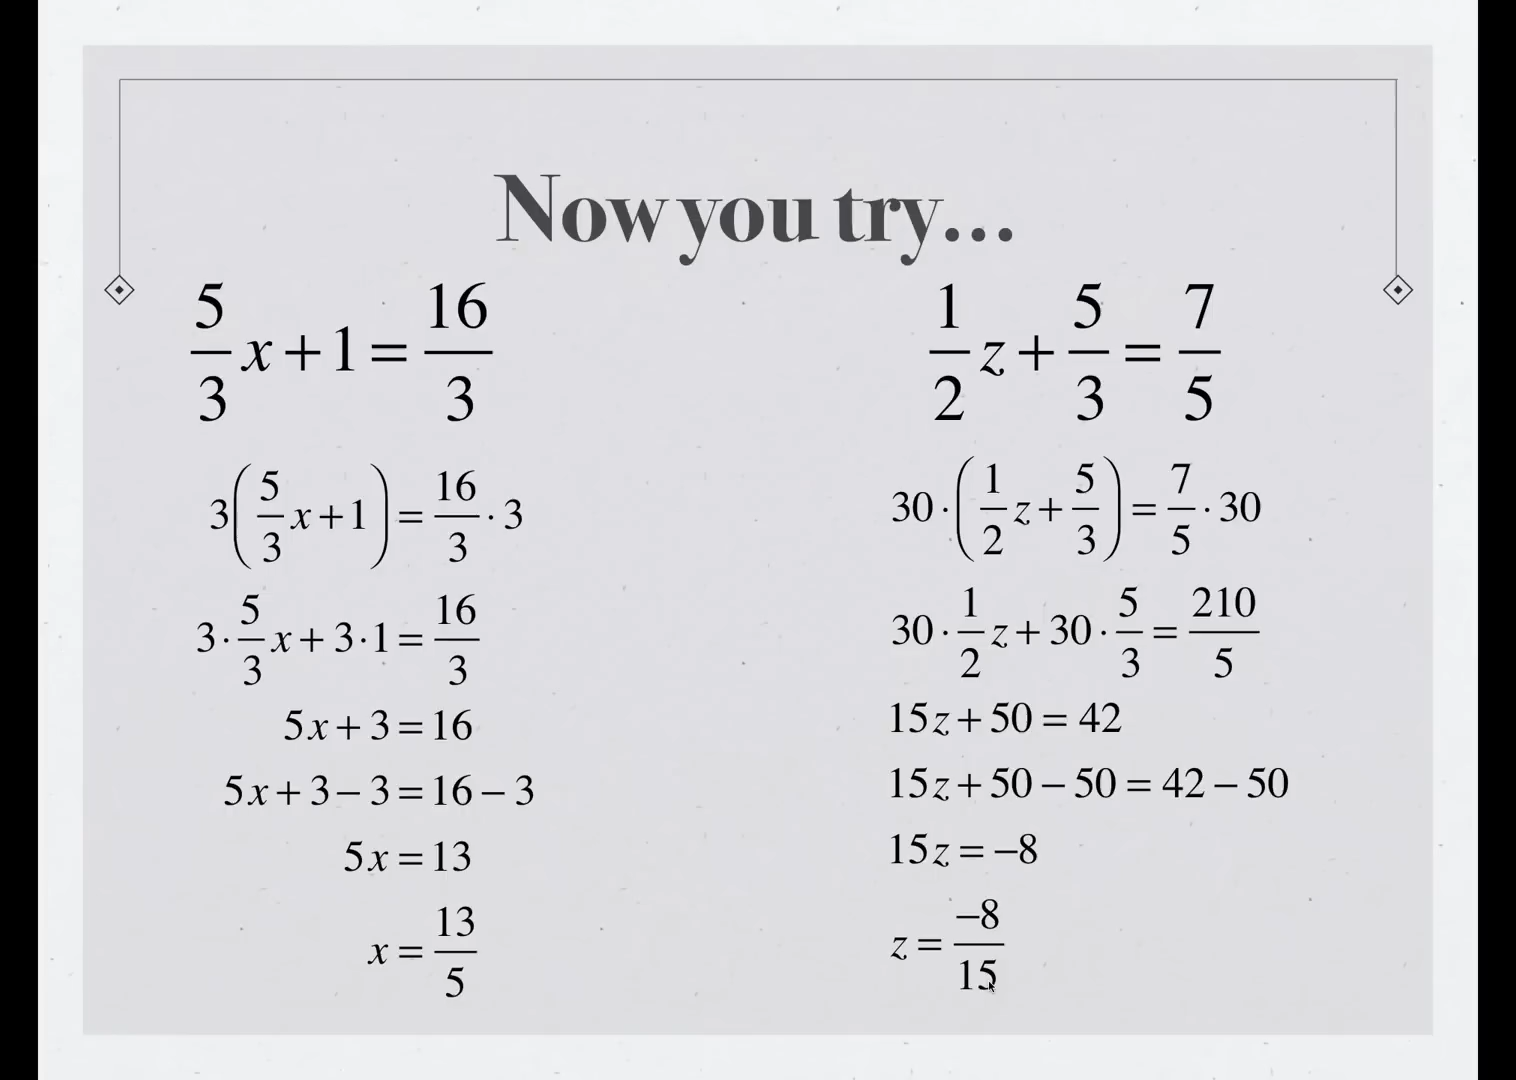 Now you try...
5/3 x + 1 = 16/3
3(5/3 x + 1) = 16/3 · 3
3 · 5/3 x + 3 · 1 = 16/3
5x + 3 = 16
5x + 3 − 3 = 16 − 3
5x = 13
x = 13/5
1/2 z + 5/3 = 7/5
30 · (1/2 z + 5/3) = 7/5 · 30
30 · 1/2 z + 30 · 5/3 = 210/5
15z + 50 = 42
15z + 50 − 50 = 42 − 50
15z = −8
z = −8/15